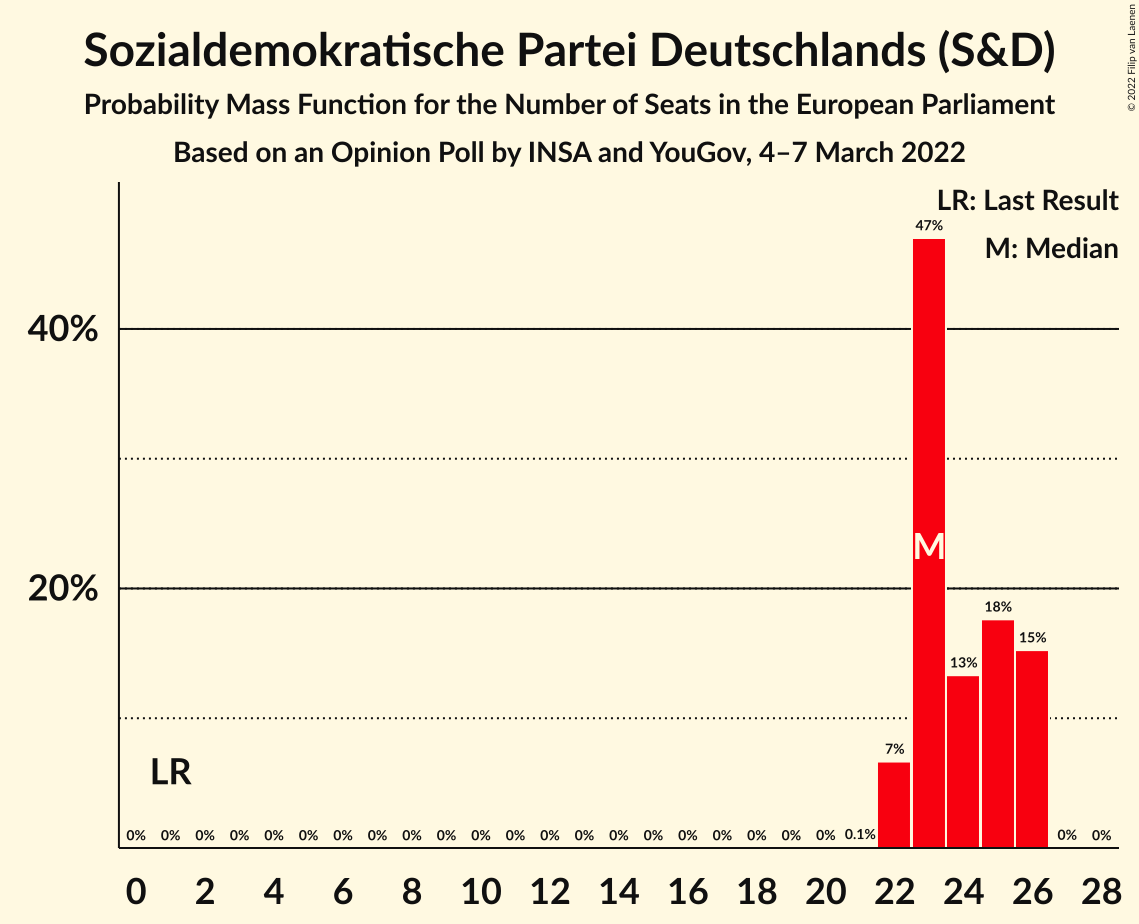 Sozialdemokratische Partei Deutschlands (S&D)
Probability Mass Function for the Number of Seats in the European Parliament
Based on an Opinion Poll by INSA and YouGov, 4–7 March 2022
© 2022 Filip van Laenen
LR: Last Result
M: Median
47%
40%
M
20%
18%
15%
13%
7%
LR
0% 0% 0% 0% 0% 0% 0% 0% 0% 0% 0% 0% 0% 0% 0% 0% 0% 0% 0% 0% 0% 0.1% 0% 0%
0 2 4 6 8 10 12 14 16 18 20 22 24 26 28